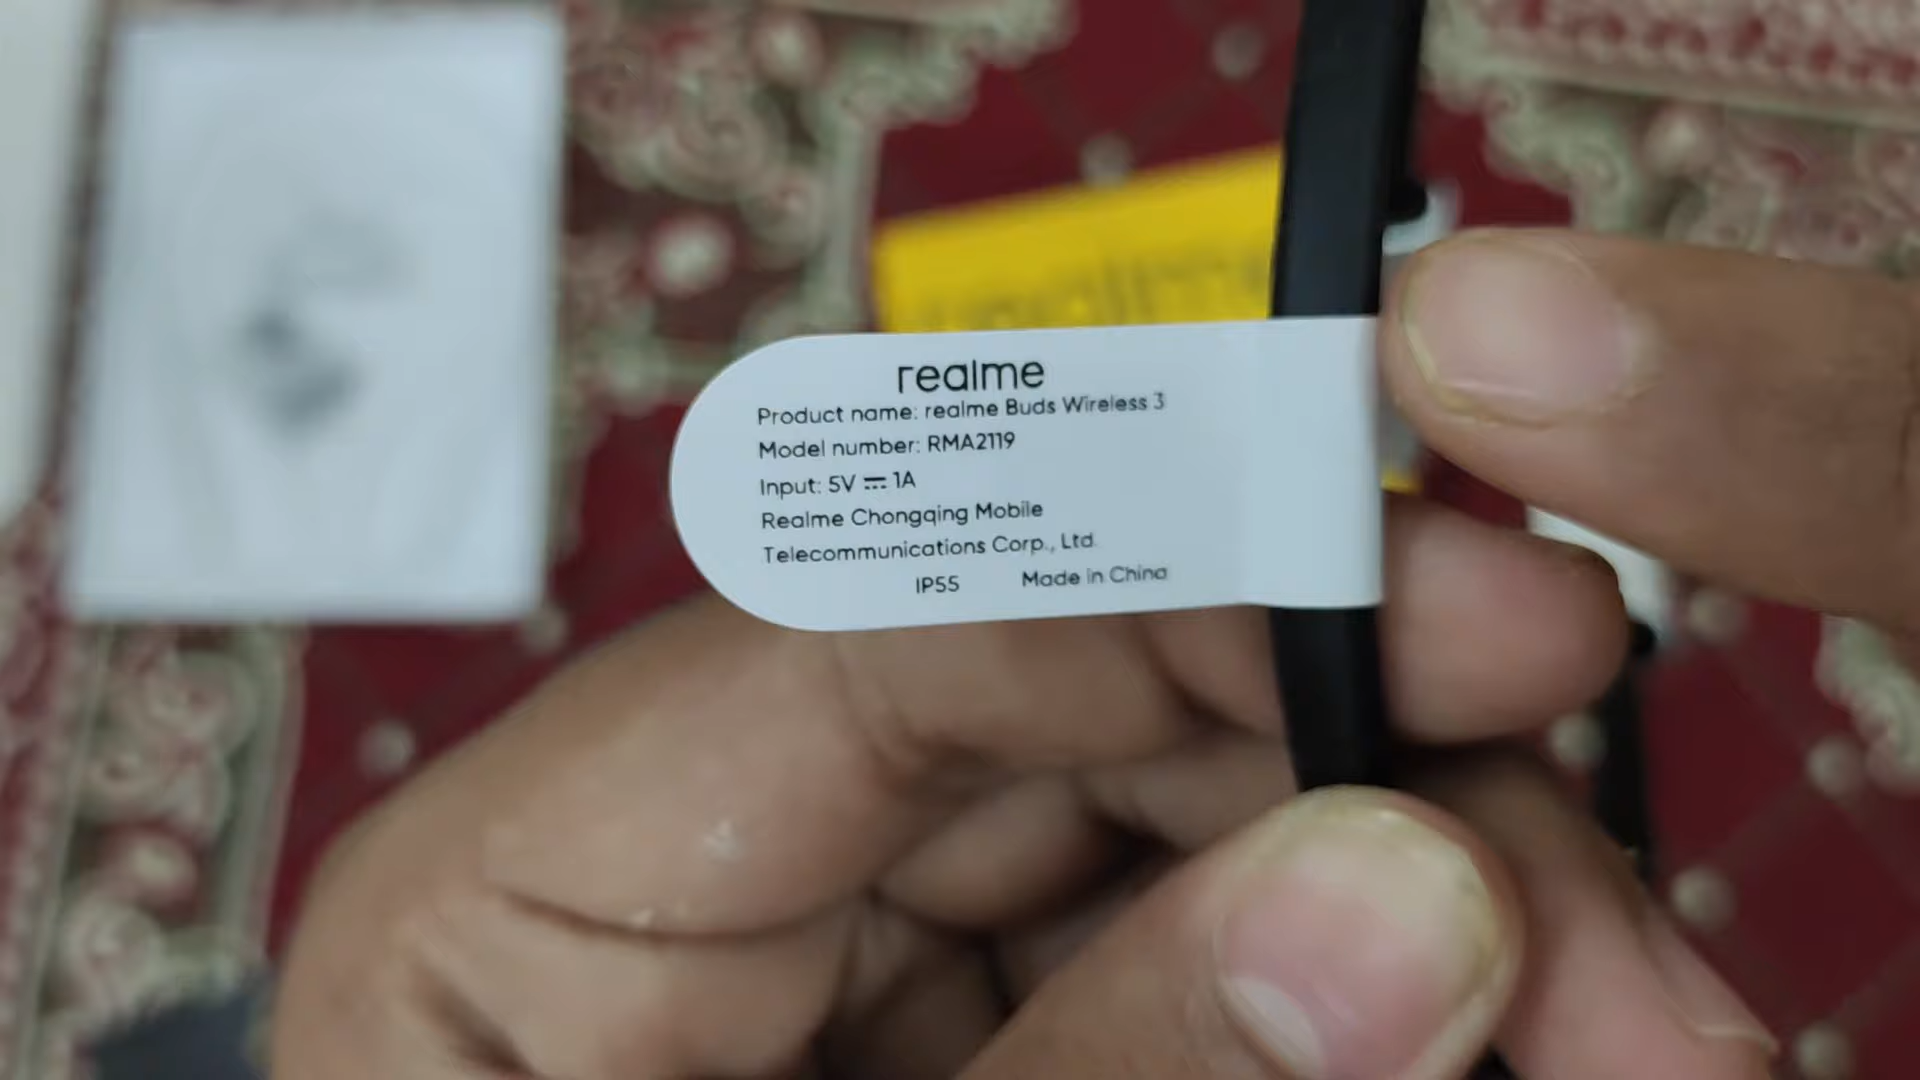 realme
Product name: realme Buds Wireless 3
Model number: RMA2119
Input: 5V ⎓ 1A
Realme Chongqing Mobile
Telecommunications Corp., Ltd.
IP55 Made in China